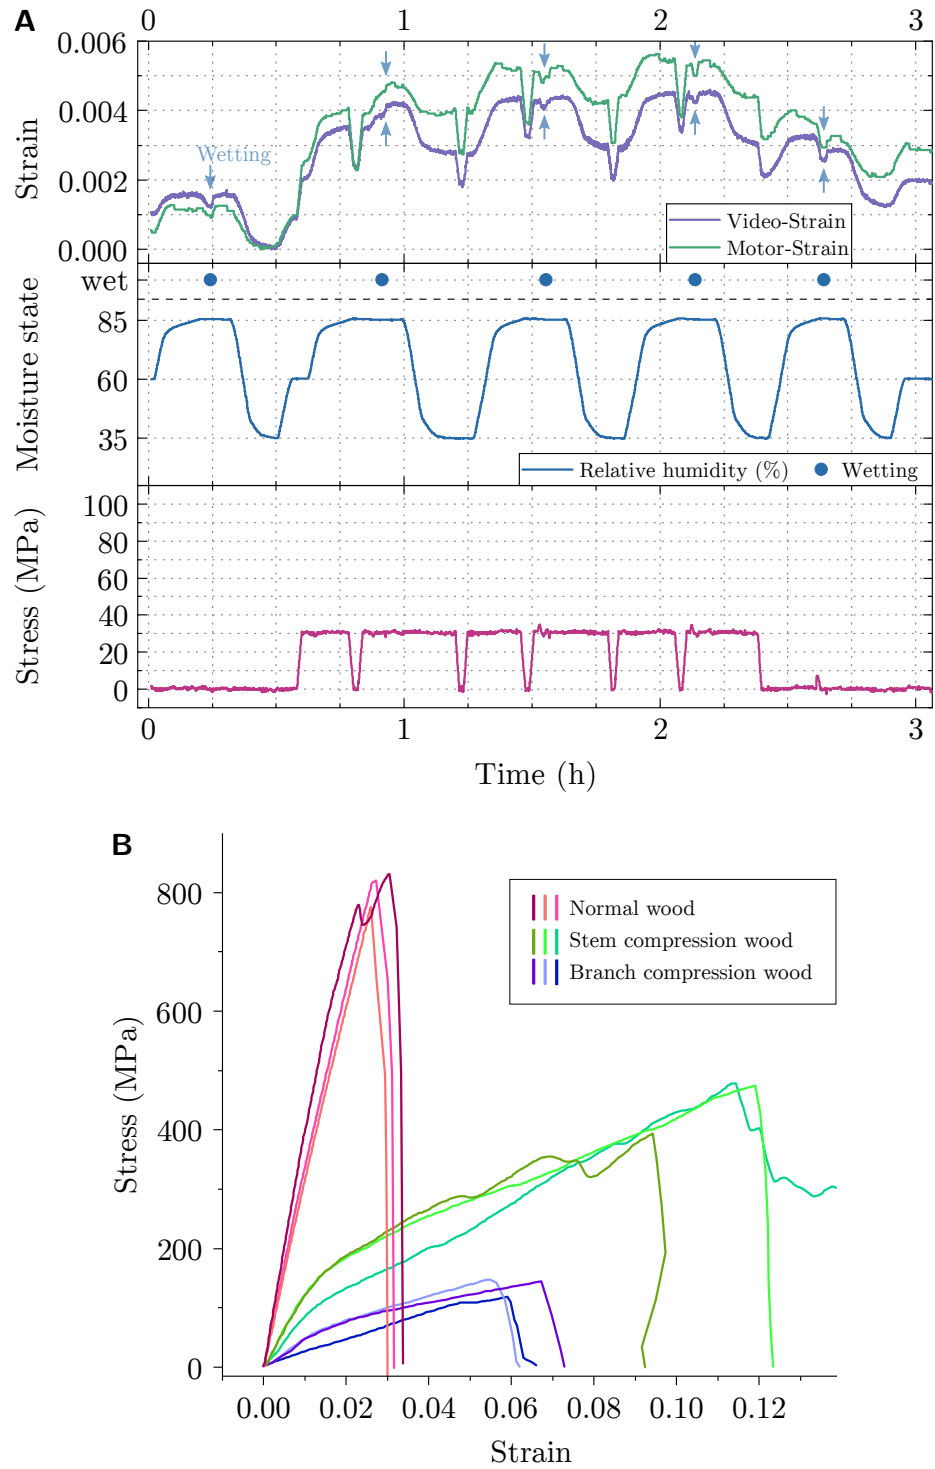 A
0 1 2 3
0.006
0.004
0.002
0.000
Strain
Wetting
Video-Strain
Motor-Strain
wet
85
60
35
Moisture state
Relative humidity (%) Wetting
100
80
60
40
20
0
Stress (MPa)
0 1 2 3
Time (h)
B
800
600
400
200
0
Stress (MPa)
Normal wood
Stem compression wood
Branch compression wood
0.00 0.02 0.04 0.06 0.08 0.10 0.12
Strain